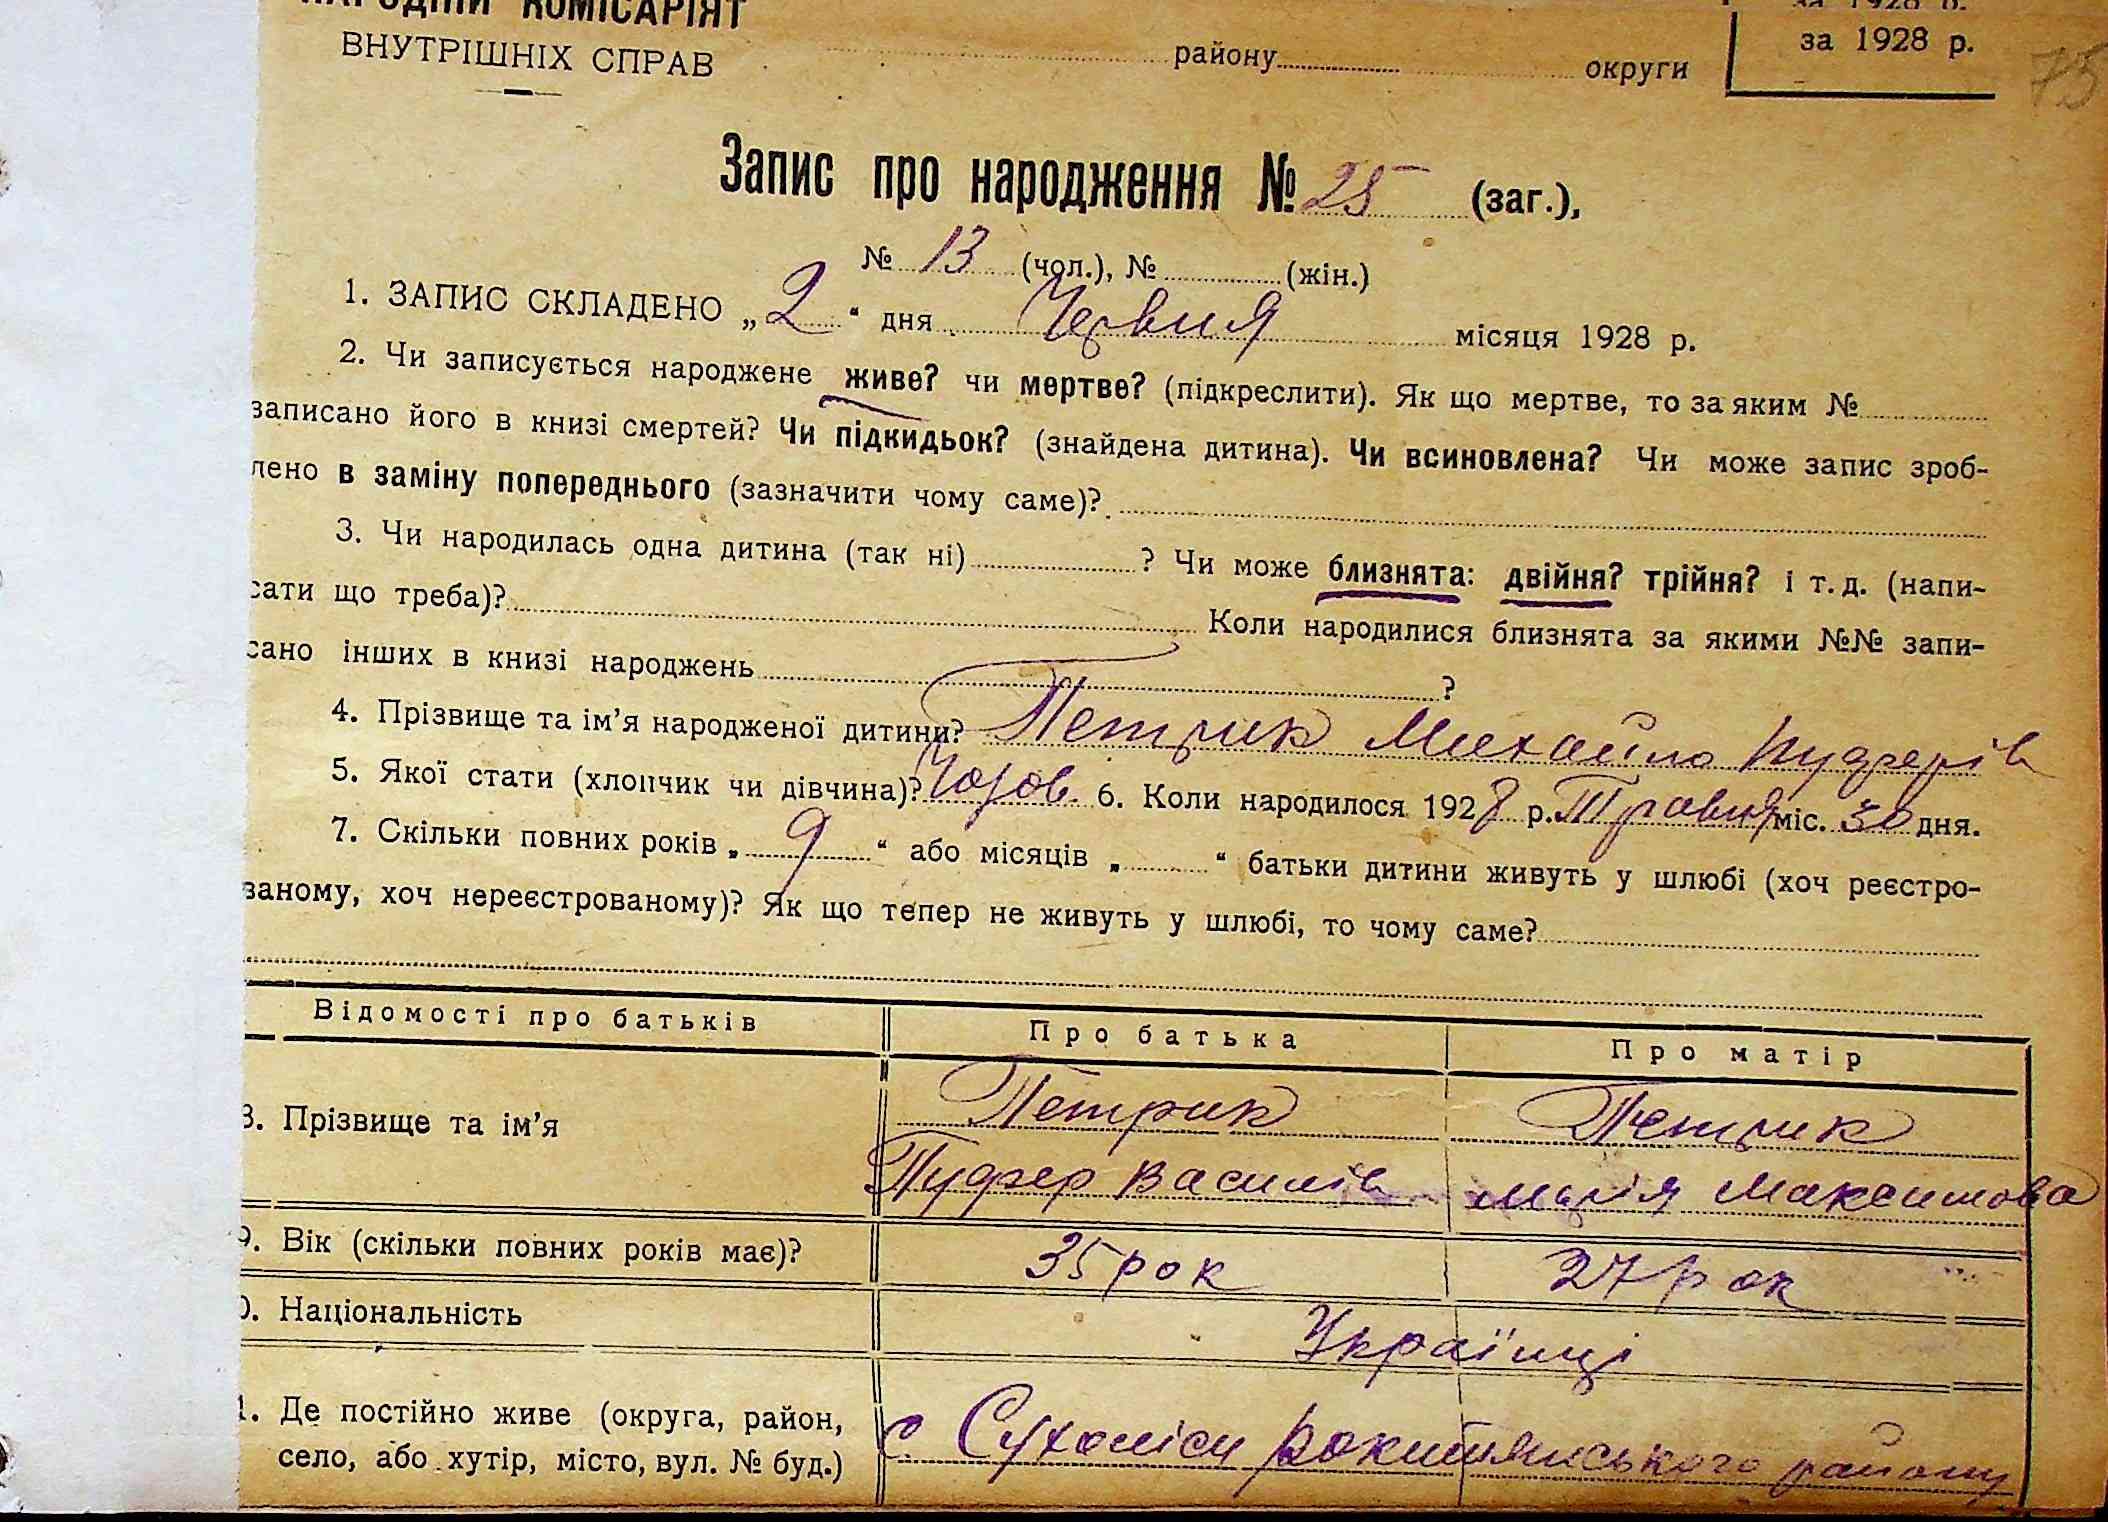 НАРОДНІЙ КОМІСАРІЯТ
ВНУТРІШНІХ СПРАВ
району округи
за 1928 р.
за 1928 р.
75
Запис про народження № 25 (заг.),
№ 13 (чол.), № (жін.)
1. ЗАПИС СКЛАДЕНО „2“ дня Червня місяця 1928 р.
2. Чи записується народжене живе? чи мертве? (підкреслити). Як що мертве, то за яким №
записано його в книзі смертей? Чи підкидьок? (знайдена дитина). Чи всиновлена? Чи може запис зроб-
лено в заміну попереднього (зазначити чому саме)?
3. Чи народилась одна дитина (так ні) ? Чи може близнята: двійня? трійня? і т. д. (напи-
сати що треба)? Коли народилися близнята за якими №№ запи-
сано інших в книзі народжень ?
4. Прізвище та ім’я народженої дитини? Петрик Михайло Пудферів
5. Якої стати (хлопчик чи дівчина)? Чолов. 6. Коли народилося 1928 р. Травня міс. 30 дня.
7. Скільки повних років „9“ або місяців „ “ батьки дитини живуть у шлюбі (хоч реєстро-
ваному, хоч нереєстрованому)? Як що тепер не живуть у шлюбі, то чому саме?
Відомості про батьків Про батька Про матір
8. Прізвище та ім’я Петрик Петрик
Пудфер Василів Марія Максимова
9. Вік (скільки повних років має)? 35 рок 27 рок
0. Національність Українці
1. Де постійно живе (округа, район, с. Сухоліси Рокитянського району
село, або хутір, місто, вул. № буд.)